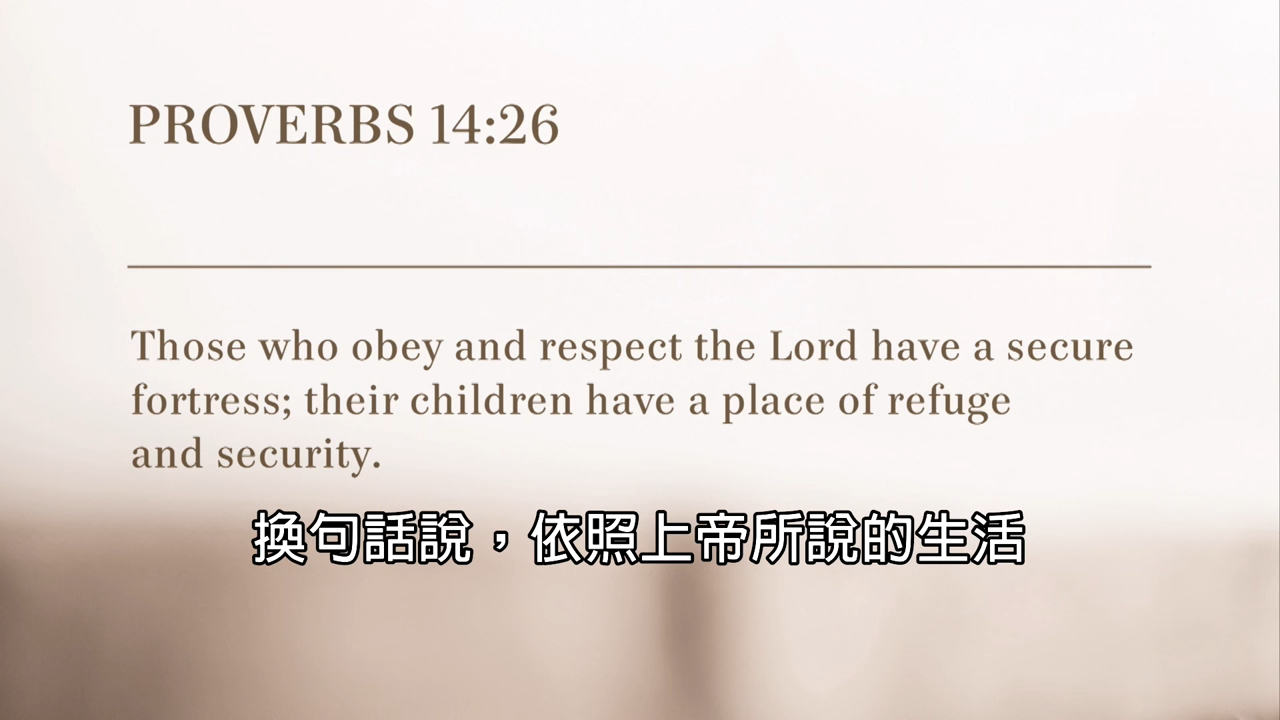 PROVERBS 14:26
Those who obey and respect the Lord have a secure
fortress; their children have a place of refuge
and security.
換句話說，依照上帝所說的生活